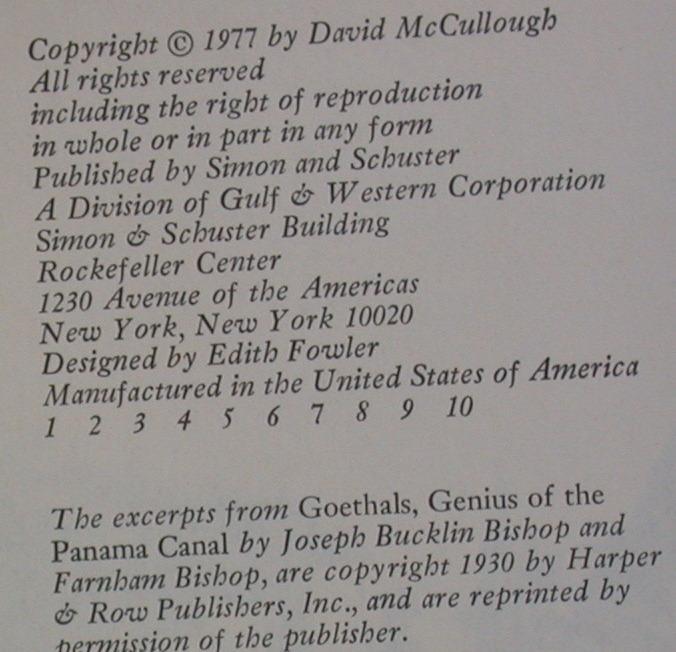 Copyright © 1977 by David McCullough
All rights reserved
including the right of reproduction
in whole or in part in any form
Published by Simon and Schuster
A Division of Gulf & Western Corporation
Simon & Schuster Building
Rockefeller Center
1230 Avenue of the Americas
New York, New York 10020
Designed by Edith Fowler
Manufactured in the United States of America
1 2 3 4 5 6 7 8 9 10
The excerpts from Goethals, Genius of the
Panama Canal by Joseph Bucklin Bishop and
Farnham Bishop, are copyright 1930 by Harper
& Row Publishers, Inc., and are reprinted by
permission of the publisher.